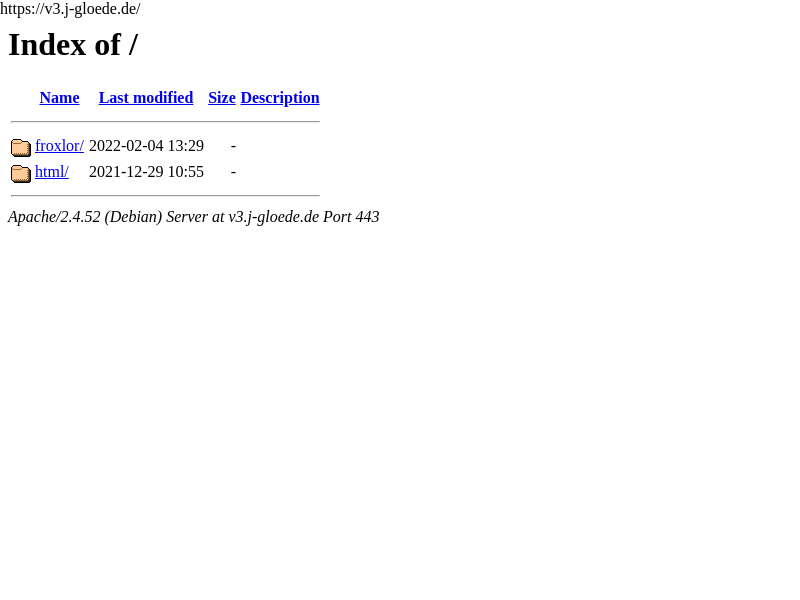 https://v3.j-gloede.de/
Index of /
Name Last modified Size Description
froxlor/ 2022-02-04 13:29 -
html/ 2021-12-29 10:55 -
Apache/2.4.52 (Debian) Server at v3.j-gloede.de Port 443